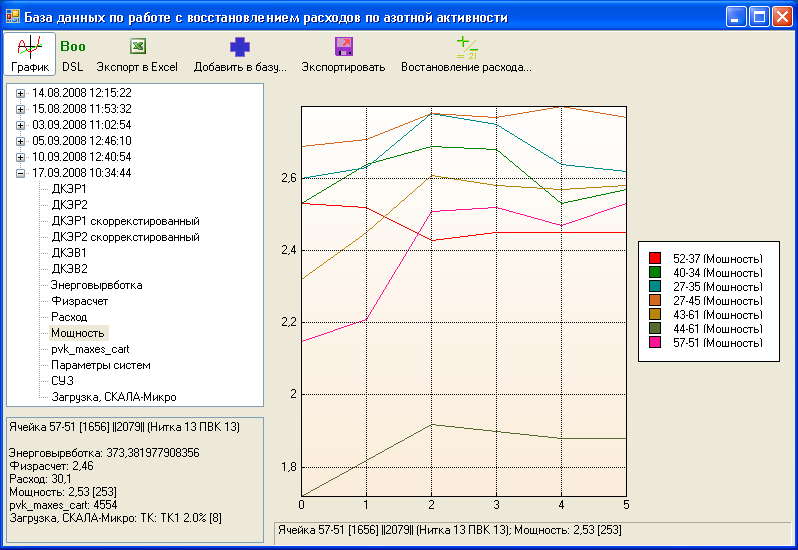 База данных по работе с восстановлением расходов по азотной активности
График
Boo
DSL
Экспорт в Excel
Добавить в базу...
Экспортировать
= 2!
Востановление расхода...
14.08.2008 12:15:22
15.08.2008 11:53:32
03.09.2008 11:02:54
05.09.2008 12:46:10
10.09.2008 12:40:54
17.09.2008 10:34:44
ДКЭР1
ДКЭР2
ДКЭР1 скоррекстированный
ДКЭР2 скоррекстированный
ДКЭВ1
ДКЭВ2
Энерговырвботка
Физрасчет
Расход
Мощность
pvk_maxes_cart
Параметры систем
СУЗ
Загрузка, СКАЛА-Микро
Ячейка 57-51 [1656] ||2079|| (Нитка 13 ПВК 13)
Энерговырвботка: 373,381977908356
Физрасчет: 2,46
Расход: 30,1
Мощность: 2,53 [253]
pvk_maxes_cart: 4554
Загрузка, СКАЛА-Микро: ТК: ТК1 2.0% [8]
2,6
2,4
2,2
2
1,8
0 1 2 3 4 5
52-37 (Мощность)
40-34 (Мощность)
27-35 (Мощность)
27-45 (Мощность)
43-61 (Мощность)
44-61 (Мощность)
57-51 (Мощность)
Ячейка 57-51 [1656] ||2079|| (Нитка 13 ПВК 13); Мощность: 2,53 [253]